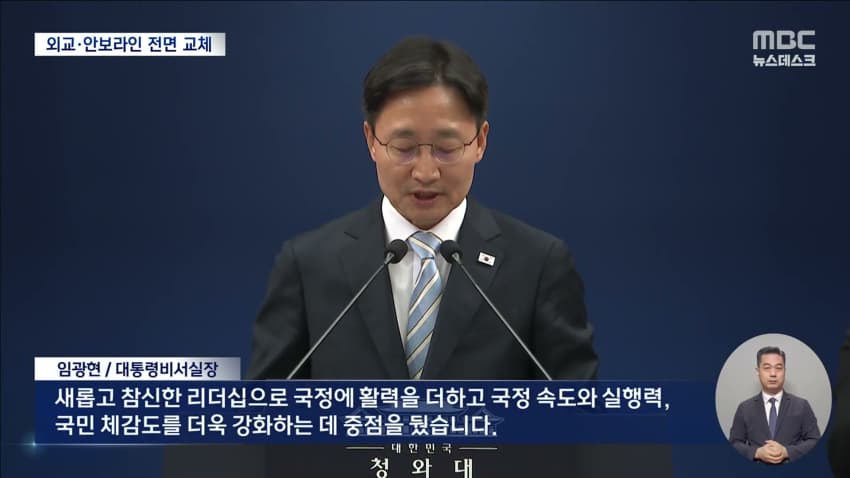 외교·안보라인 전면 교체
MBC
뉴스데스크
임광현 / 대통령비서실장
새롭고 참신한 리더십으로 국정에 활력을 더하고 국정 속도와 실행력,
국민 체감도를 더욱 강화하는 데 중점을 뒀습니다.
대한민국
청와대